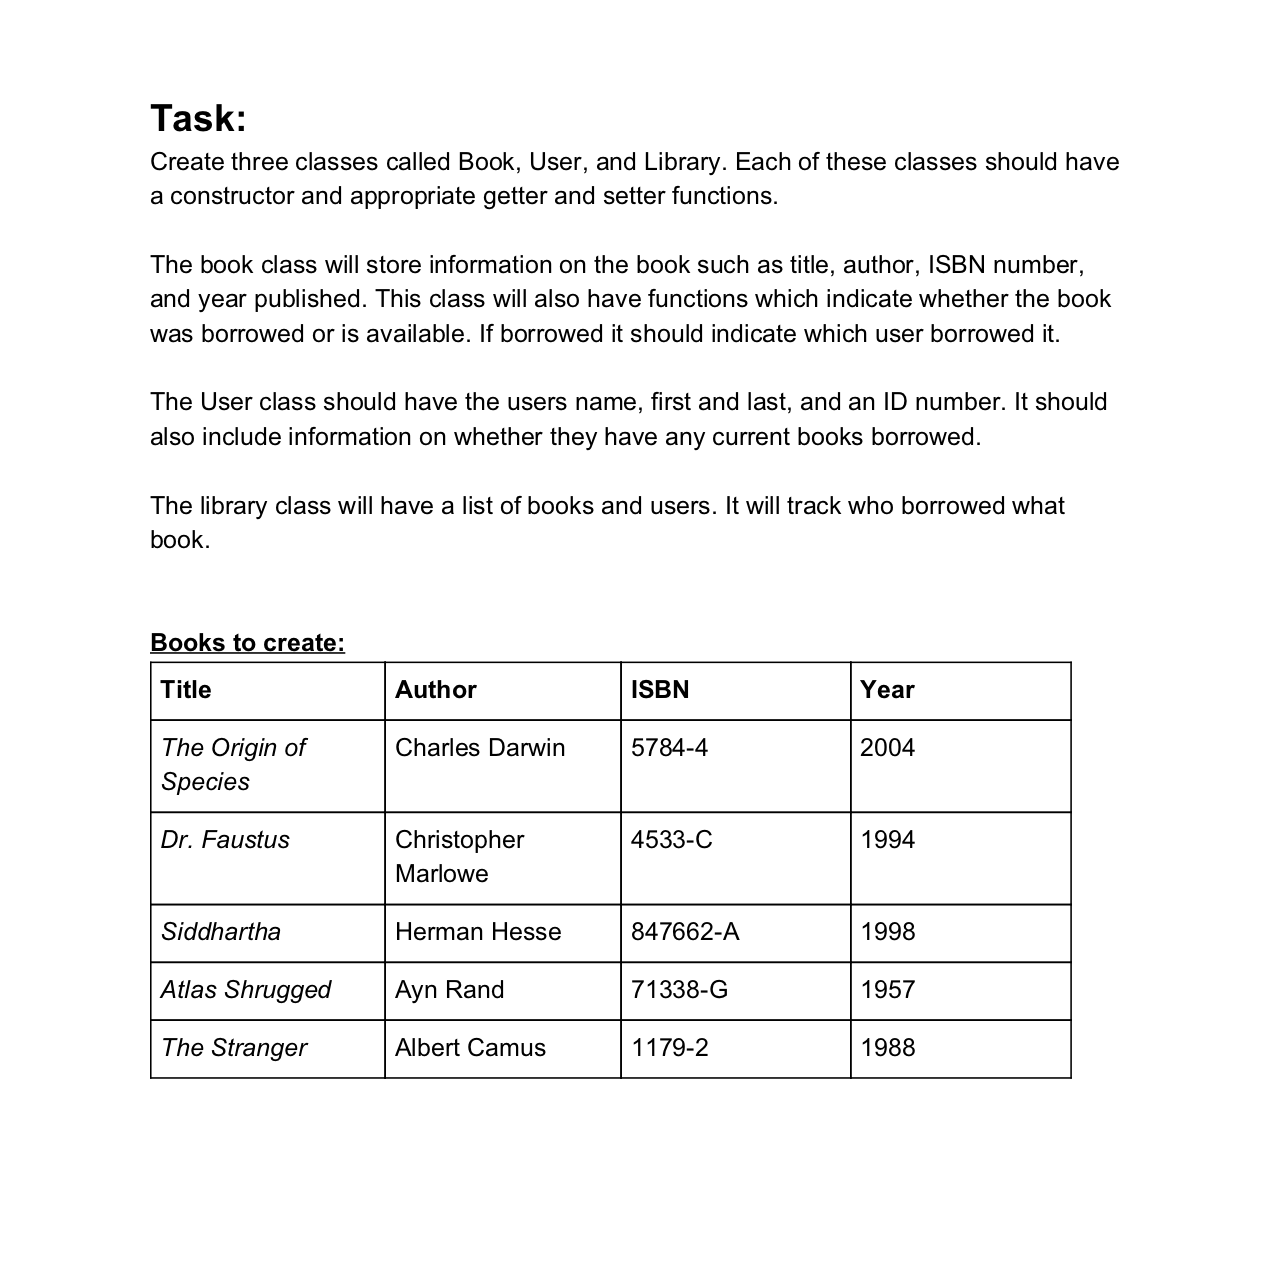 Task:
Create three classes called Book, User, and Library. Each of these classes should have
a constructor and appropriate getter and setter functions.
The book class will store information on the book such as title, author, ISBN number,
and year published. This class will also have functions which indicate whether the book
was borrowed or is available. If borrowed it should indicate which user borrowed it.
The User class should have the users name, first and last, and an ID number. It should
also include information on whether they have any current books borrowed.
The library class will have a list of books and users. It will track who borrowed what
book.
Books to create:
Title Author ISBN Year
The Origin of Charles Darwin 5784-4 2004
Species
Dr. Faustus Christopher 4533-C 1994
Marlowe
Siddhartha Herman Hesse 847662-A 1998
Atlas Shrugged Ayn Rand 71338-G 1957
The Stranger Albert Camus 1179-2 1988